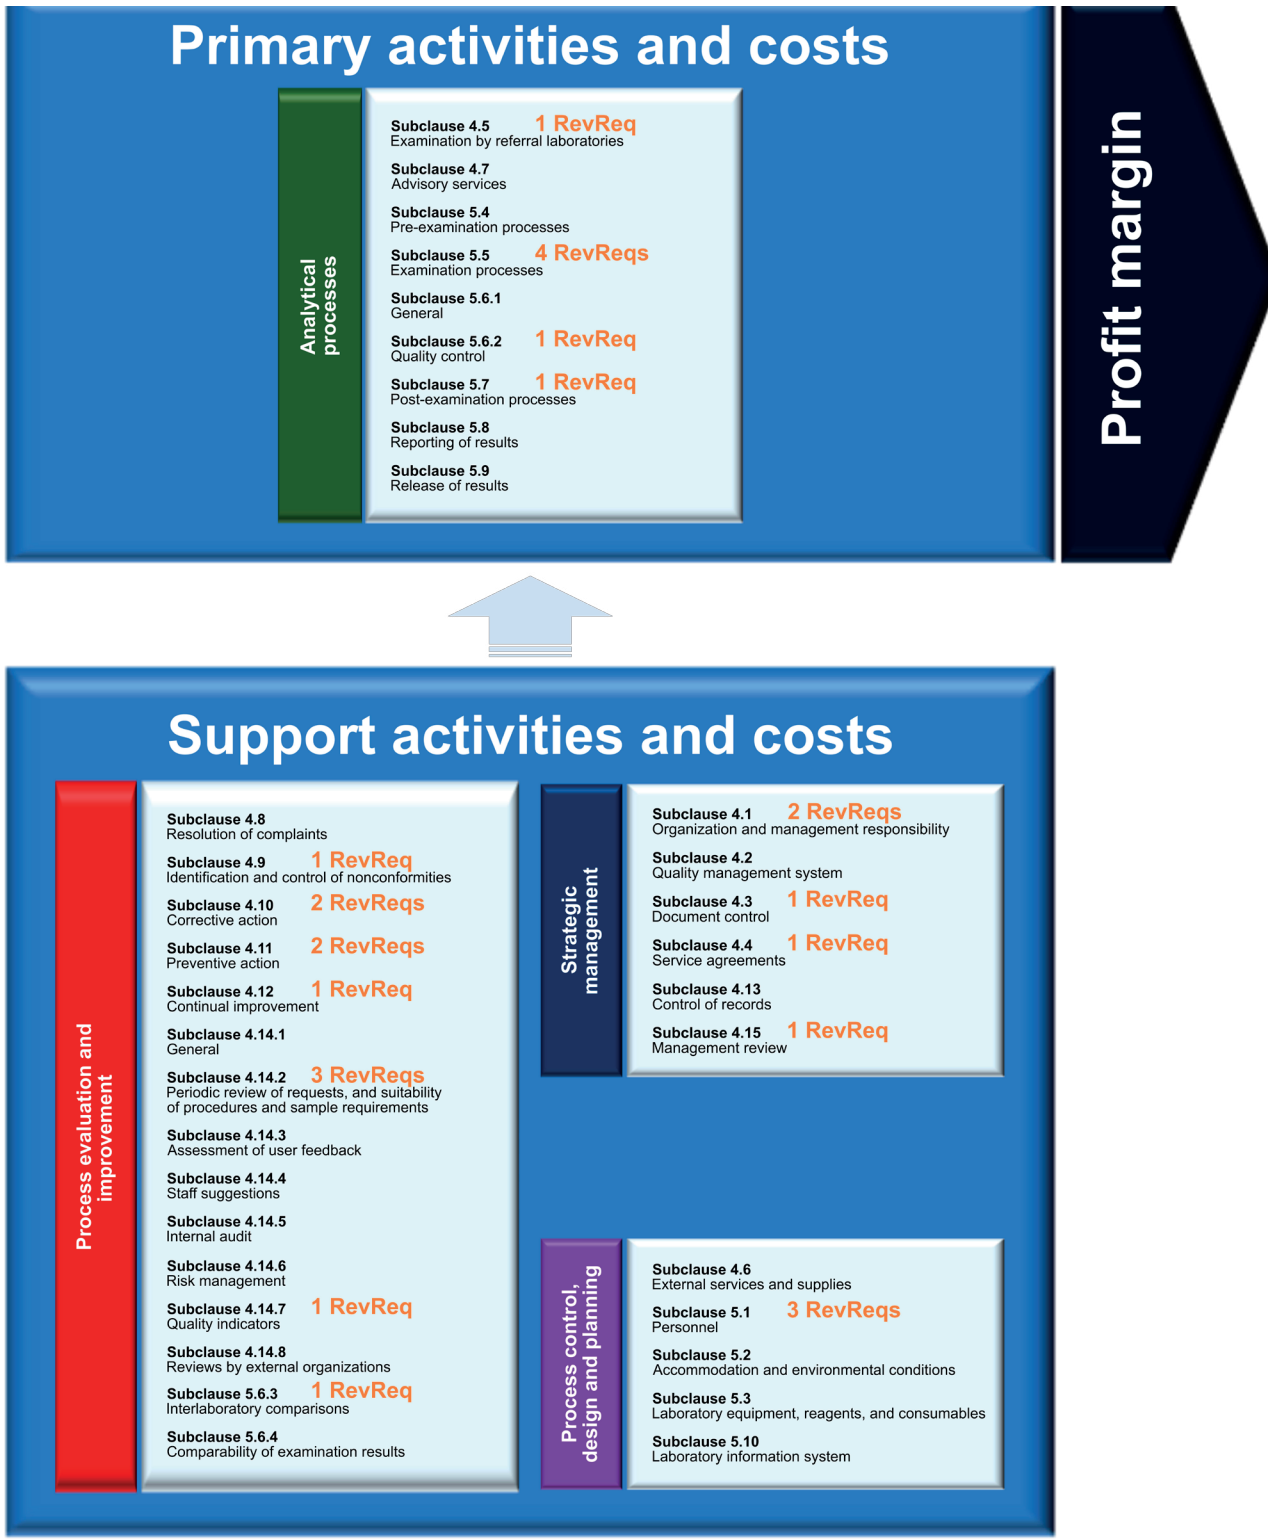 Primary activities and costs
Profit margin
Analytical
processes
Subclause 4.5 1 RevReq
Examination by referral laboratories
Subclause 4.7
Advisory services
Subclause 5.4
Pre-examination processes
Subclause 5.5 4 RevReqs
Examination processes
Subclause 5.6.1
General
Subclause 5.6.2 1 RevReq
Quality control
Subclause 5.7 1 RevReq
Post-examination processes
Subclause 5.8
Reporting of results
Subclause 5.9
Release of results
Support activities and costs
Process evaluation and
improvement
Subclause 4.8
Resolution of complaints
Subclause 4.9 1 RevReq
Identification and control of nonconformities
Subclause 4.10 2 RevReqs
Corrective action
Subclause 4.11 2 RevReqs
Preventive action
Subclause 4.12 1 RevReq
Continual improvement
Subclause 4.14.1
General
Subclause 4.14.2 3 RevReqs
Periodic review of requests, and suitability
of procedures and sample requirements
Subclause 4.14.3
Assessment of user feedback
Subclause 4.14.4
Staff suggestions
Subclause 4.14.5
Internal audit
Subclause 4.14.6
Risk management
Subclause 4.14.7 1 RevReq
Quality indicators
Subclause 4.14.8
Reviews by external organizations
Subclause 5.6.3 1 RevReq
Interlaboratory comparisons
Subclause 5.6.4
Comparability of examination results
Strategic
management
Subclause 4.1 2 RevReqs
Organization and management responsibility
Subclause 4.2
Quality management system
Subclause 4.3 1 RevReq
Document control
Subclause 4.4 1 RevReq
Service agreements
Subclause 4.13
Control of records
Subclause 4.15 1 RevReq
Management review
Process control,
design and planning
Subclause 4.6
External services and supplies
Subclause 5.1 3 RevReqs
Personnel
Subclause 5.2
Accommodation and environmental conditions
Subclause 5.3
Laboratory equipment, reagents, and consumables
Subclause 5.10
Laboratory information system